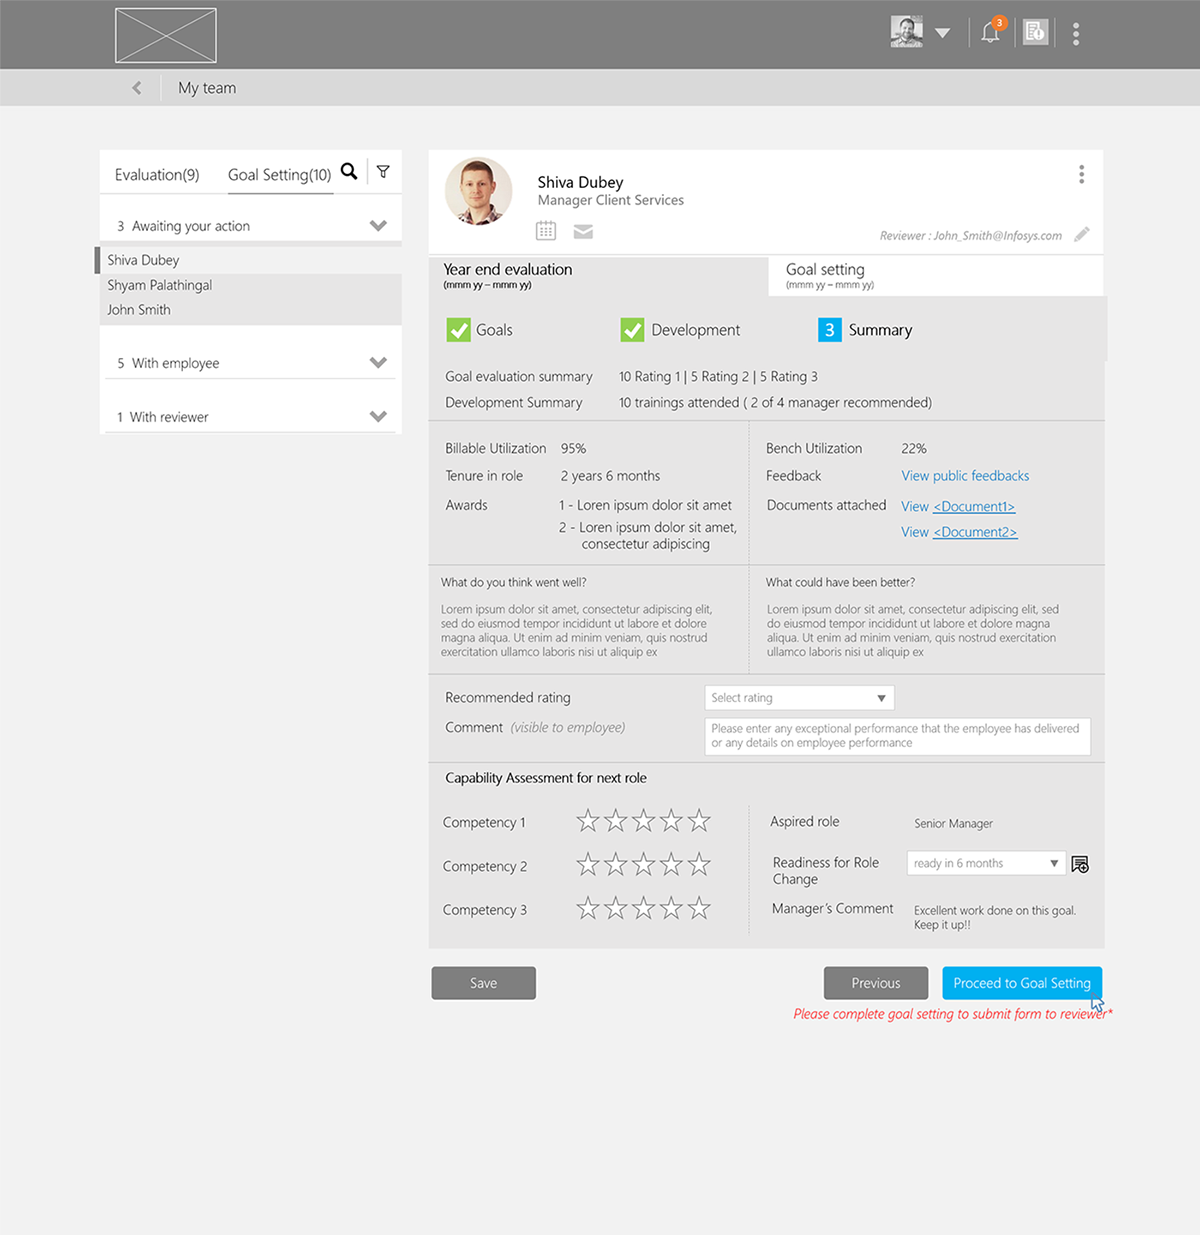 3
My team
Evaluation(9) Goal Setting(10)
3 Awaiting your action
Shiva Dubey
Shyam Palathingal
John Smith
5 With employee
1 With reviewer
Shiva Dubey
Manager Client Services
Reviewer : John_Smith@Infosys.com
Year end evaluation
(mmm yy – mmm yy)
Goal setting
(mmm yy – mmm yy)
Goals
Development
3 Summary
Goal evaluation summary 10 Rating 1 | 5 Rating 2 | 5 Rating 3
Development Summary 10 trainings attended ( 2 of 4 manager recommended)
Billable Utilization 95%
Tenure in role 2 years 6 months
Awards 1 - Lorem ipsum dolor sit amet
2 - Loren ipsum dolor sit amet,
consectetur adipiscing
Bench Utilization 22%
Feedback View public feedbacks
Documents attached View <Document1>
View <Document2>
What do you think went well?
Lorem ipsum dolor sit amet, consectetur adipiscing elit,
sed do eiusmod tempor incididunt ut labore et dolore
magna aliqua. Ut enim ad minim veniam, quis nostrud
exercitation ullamco laboris nisi ut aliquip ex
What could have been better?
Lorem ipsum dolor sit amet, consectetur adipiscing elit, sed
do eiusmod tempor incididunt ut labore et dolore magna
aliqua. Ut enim ad minim veniam, quis nostrud exercitation
ullamco laboris nisi ut aliquip ex
Recommended rating Select rating
Comment (visible to employee)
Please enter any exceptional performance that the employee has delivered
or any details on employee performance
Capability Assessment for next role
Competency 1
Competency 2
Competency 3
Aspired role Senior Manager
Readiness for Role
Change
ready in 6 months
Manager's Comment
Excellent work done on this goal.
Keep it up!!
Save
Previous
Proceed to Goal Setting
Please complete goal setting to submit form to reviewer*